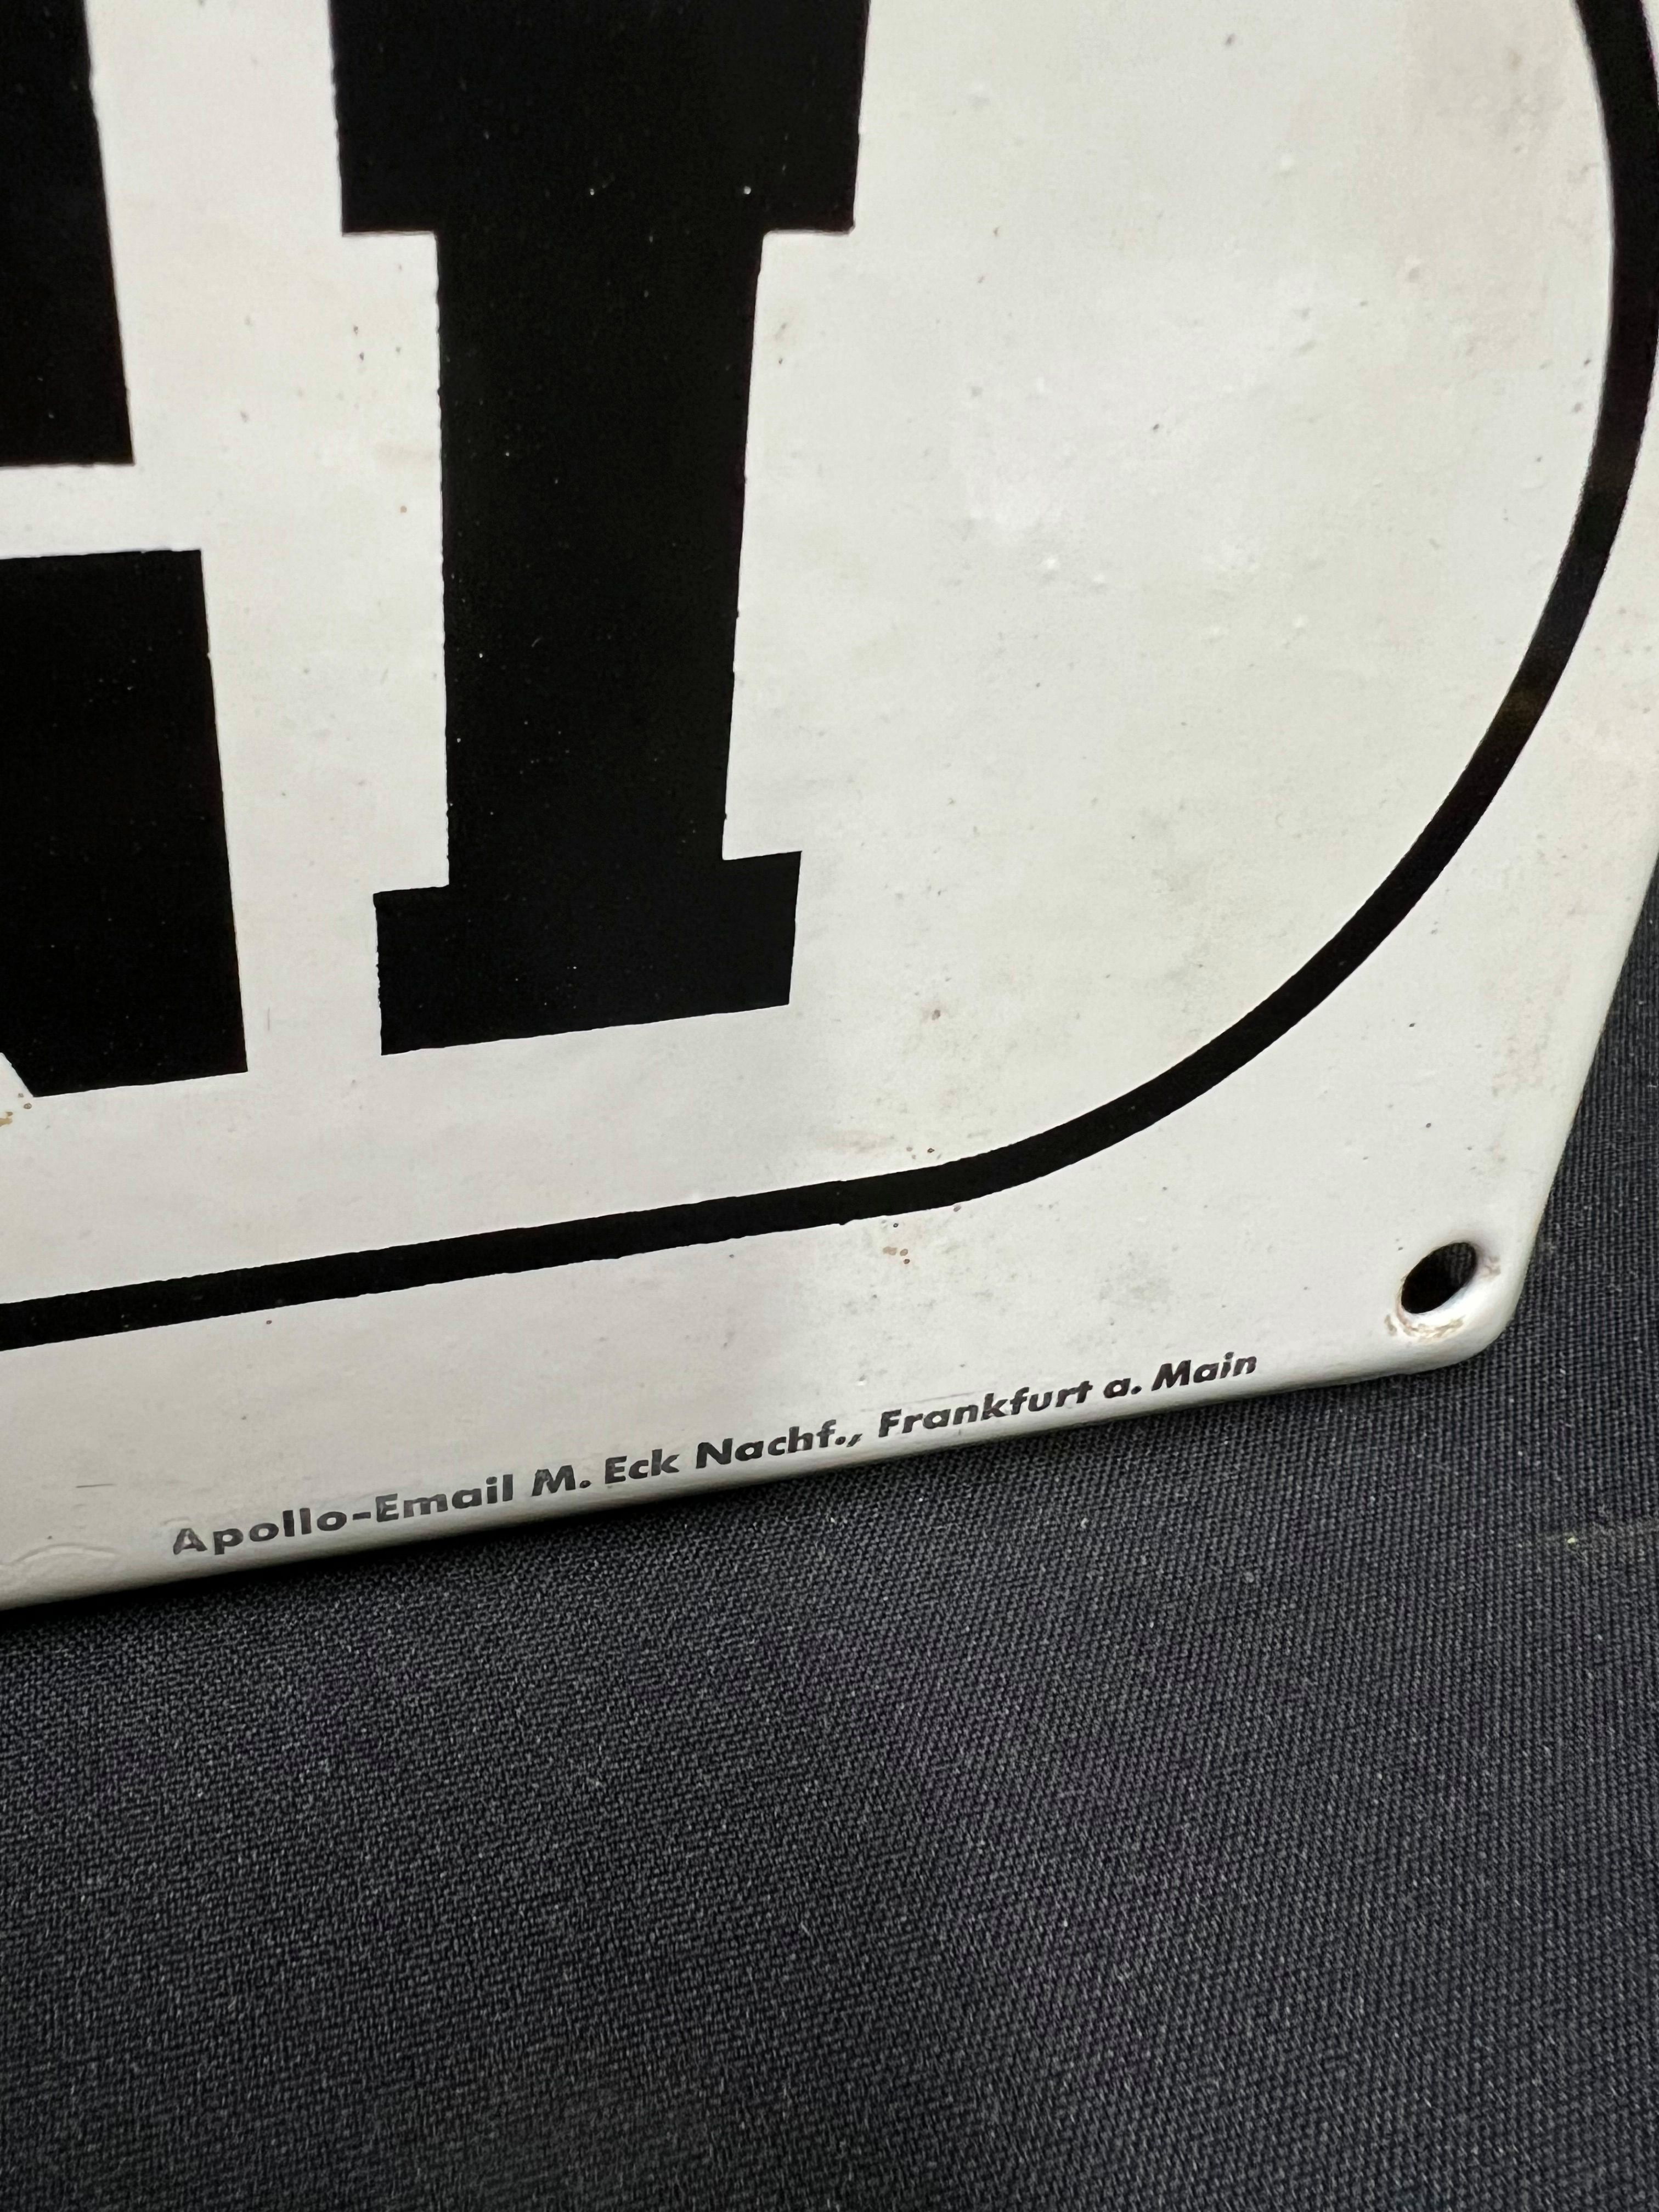 Apollo-Email M. Eck Nachf., Frankfurt a. Main